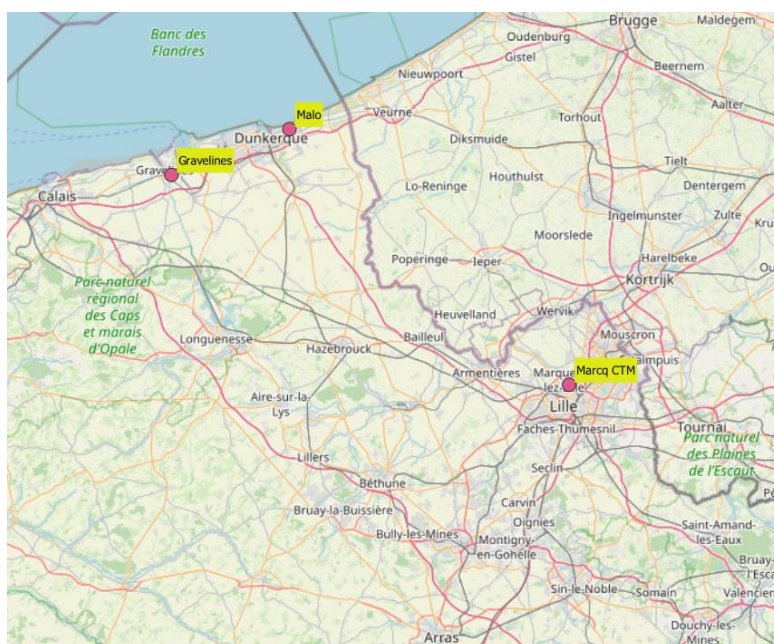 Brugge
Maldegem
Banc des
Flandres
Oudenburg
Gistel
Beernem
Nieuwpoort
Aalter
Malo
Veurne
Torhout
Dunkerque
Diksmuide
Gravelines
Tielt
Houthulst
Dentergem
Calais
Lo-Reninge
Ingelmunster
Zulte
Moorslede
Harelbeke
Poperinge
Ieper
Kortrijk
Parc naturel
régional
des Caps
et marais
d'Opale
Heuvelland
Wervik
Mouscron
Longuenesse
Hazebrouck
Bailleul
Armentières
Marcq CTM
Aire-sur-la-
Lys
Lille
Faches-Thumesnil
Tournai
Parc naturel
des Plaines
de l'Escaut
Lillers
Seclin
Béthune
Bruay-la-Buissière
Carvin
Oignies
Saint-Amand-
les-Eaux
Bully-les-Mines
Montigny-
en-Gohelle
Sin-le-Noble
Somain
Arras
Douchy-les-
Mines